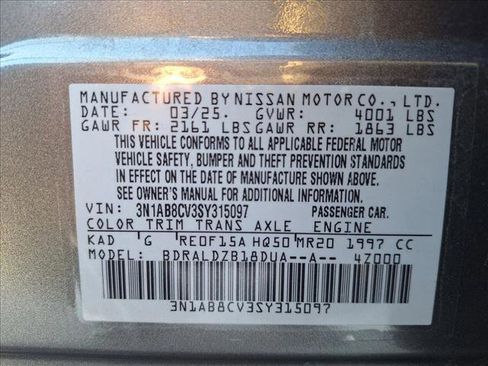 MANUFACTURED BY NISSAN MOTOR CO., LTD.
DATE: 03/25. GVWR: 4001 LBS
GAWR FR: 2161 LBS GAWR RR: 1863 LBS
THIS VEHICLE CONFORMS TO ALL APPLICABLE FEDERAL MOTOR
VEHICLE SAFETY, BUMPER AND THEFT PREVENTION STANDARDS
IN EFFECT ON THE DATE OF MANUFACTURE SHOWN ABOVE.
SEE OWNER'S MANUAL FOR ADDITIONAL INFORMATION.
VIN: 3N1AB8CV3SY315097 PASSENGER CAR.
COLOR TRIM TRANS AXLE ENGINE
KAD G RE0F15A HQ50 MR20 1997 CC
MODEL: BDRALDZB18DUA--A-- 47000
3N1AB8CV3SY315097